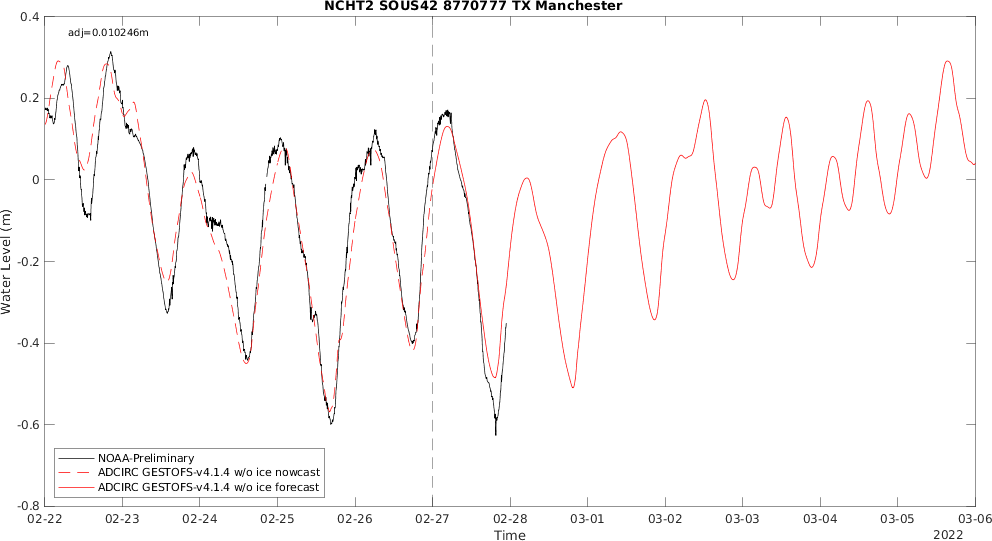 NCHT2 SOUS42 8770777 TX Manchester
adj=0.010246m
0.4
0.2
0
-0.2
-0.4
-0.6
-0.8
Water Level (m)
NOAA-Preliminary
ADCIRC GESTOFS-v4.1.4 w/o ice nowcast
ADCIRC GESTOFS-v4.1.4 w/o ice forecast
02-22 02-23 02-24 02-25 02-26 02-27 02-28 03-01 03-02 03-03 03-04 03-05 03-06
Time
2022